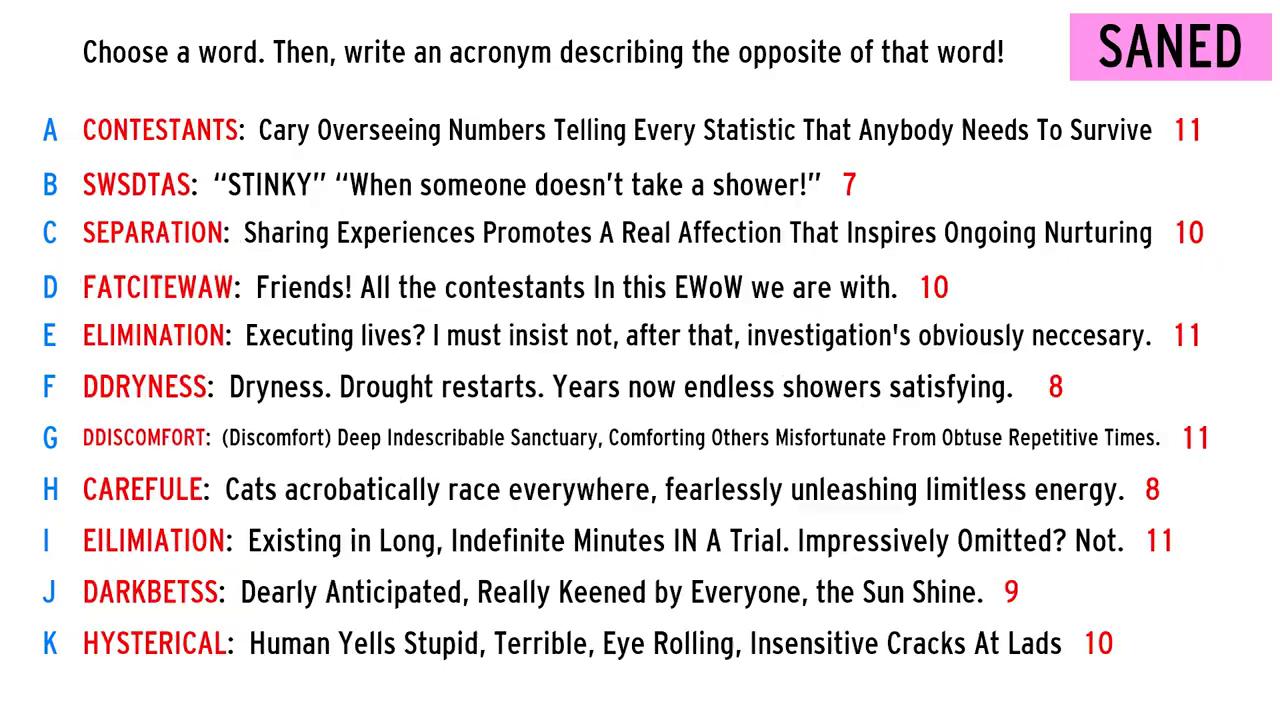 Choose a word. Then, write an acronym describing the opposite of that word!
SANED
A CONTESTANTS: Cary Overseeing Numbers Telling Every Statistic That Anybody Needs To Survive 11
B SWSDTAS: “STINKY” “When someone doesn’t take a shower!” 7
C SEPARATION: Sharing Experiences Promotes A Real Affection That Inspires Ongoing Nurturing 10
D FATCITEWAW: Friends! All the contestants In this EWoW we are with. 10
E ELIMINATION: Executing lives? I must insist not, after that, investigation's obviously neccesary. 11
F DDRYNESS: Dryness. Drought restarts. Years now endless showers satisfying. 8
G DDISCOMFORT: (Discomfort) Deep Indescribable Sanctuary, Comforting Others Misfortunate From Obtuse Repetitive Times. 11
H CAREFULE: Cats acrobatically race everywhere, fearlessly unleashing limitless energy. 8
I EILIMIATION: Existing in Long, Indefinite Minutes IN A Trial. Impressively Omitted? Not. 11
J DARKBETSS: Dearly Anticipated, Really Keened by Everyone, the Sun Shine. 9
K HYSTERICAL: Human Yells Stupid, Terrible, Eye Rolling, Insensitive Cracks At Lads 10